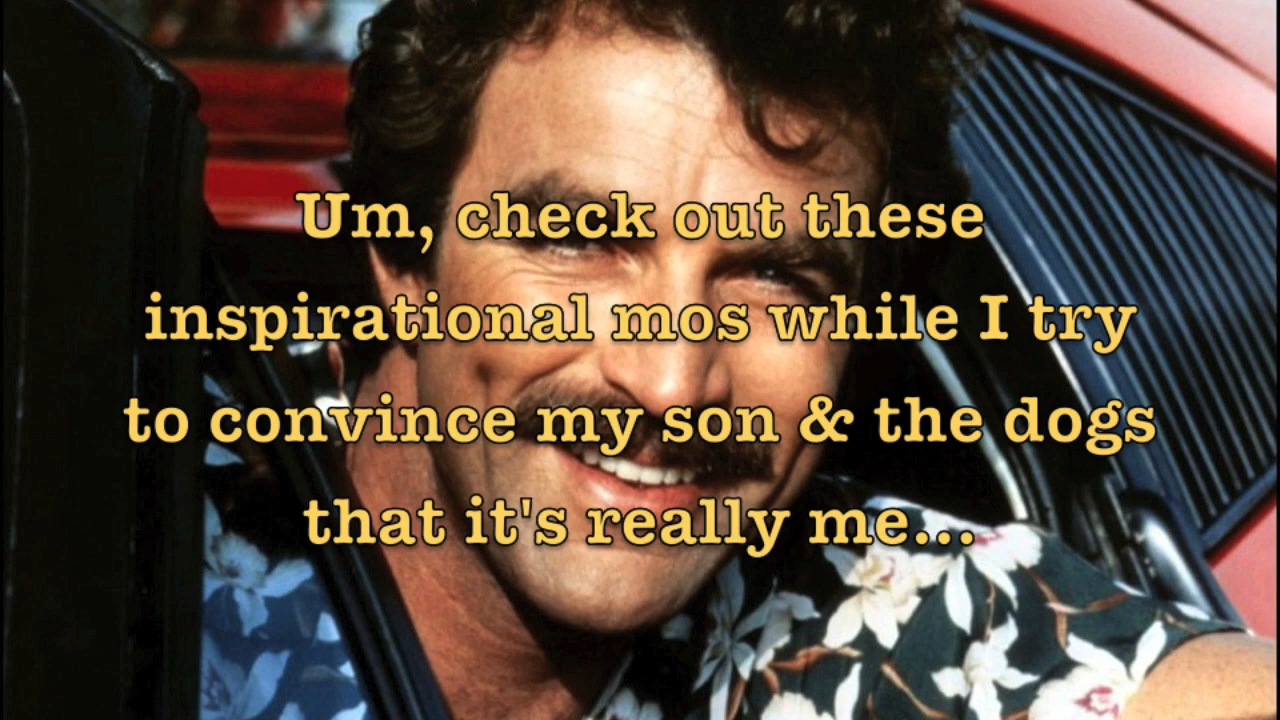 Um, check out these
inspirational mos while I try
to convince my son & the dogs
that it's really me...